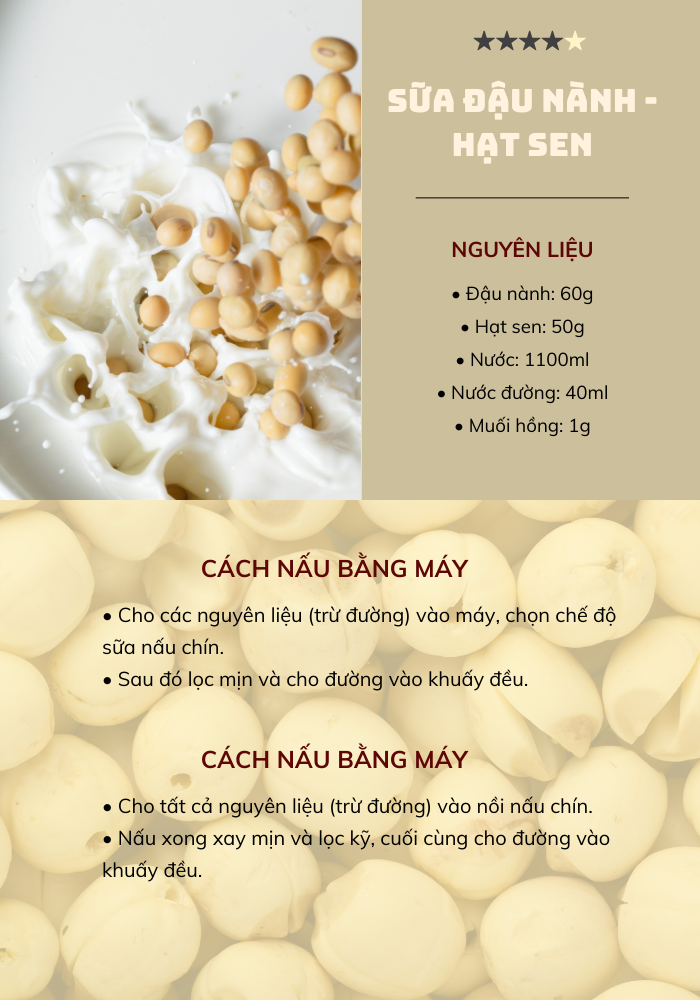 SỮA ĐẬU NÀNH -
HẠT SEN
NGUYÊN LIỆU
• Đậu nành: 60g
• Hạt sen: 50g
• Nước: 1100ml
• Nước đường: 40ml
• Muối hồng: 1g
CÁCH NẤU BẰNG MÁY
• Cho các nguyên liệu (trừ đường) vào máy, chọn chế độ
sữa nấu chín.
• Sau đó lọc mịn và cho đường vào khuấy đều.
CÁCH NẤU BẰNG MÁY
• Cho tất cả nguyên liệu (trừ đường) vào nồi nấu chín.
• Nấu xong xay mịn và lọc kỹ, cuối cùng cho đường vào
khuấy đều.